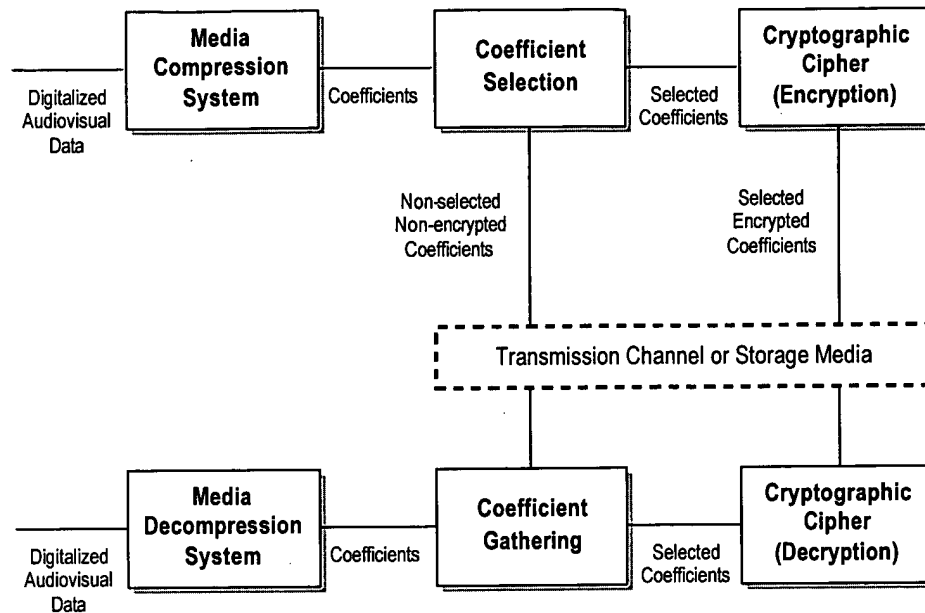 Media
Compression
System
Coefficient
Selection
Cryptographic
Cipher
(Encryption)
Digitalized
Audiovisual
Data
Coefficients
Selected
Coefficients
Non-selected
Non-encrypted
Coefficients
Selected
Encrypted
Coefficients
Transmission Channel or Storage Media
Media
Decompression
System
Coefficient
Gathering
Cryptographic
Cipher
(Decryption)
Digitalized
Audiovisual
Data
Coefficients
Selected
Coefficients